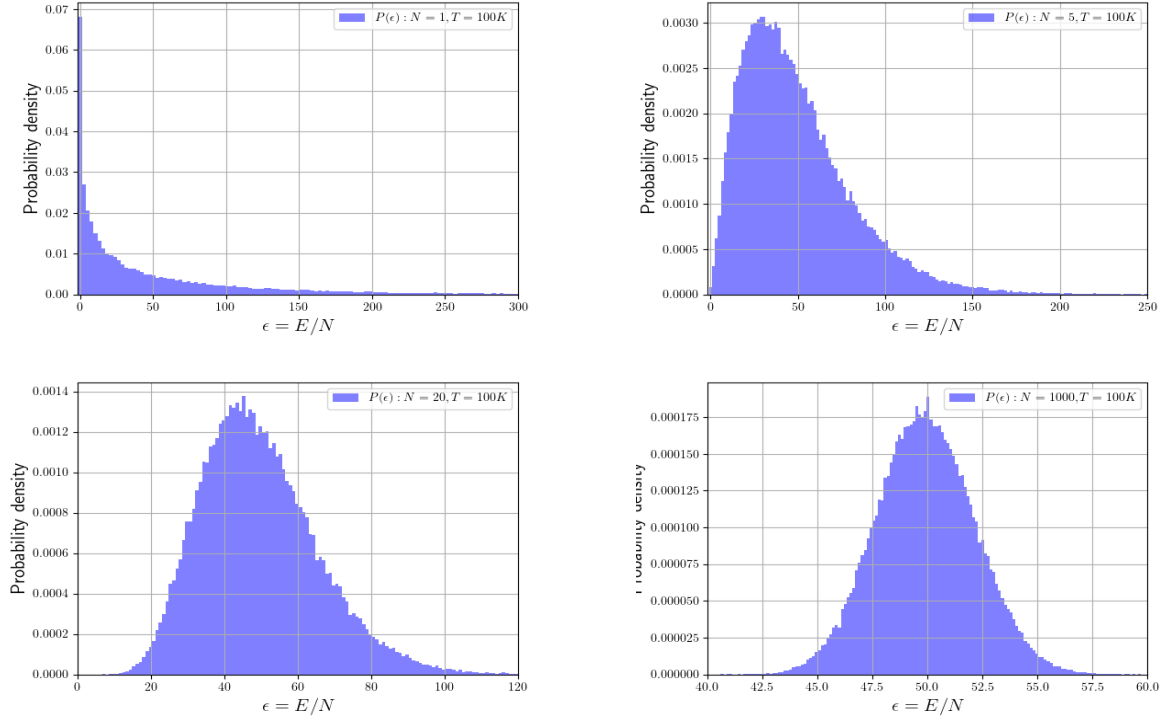 P(ϵ) : N = 1, T = 100K
0.07
0.06
0.05
0.04
0.03
0.02
0.01
0.00
Probability density
0 50 100 150 200 250 300
ϵ = E/N
P(ϵ) : N = 5, T = 100K
0.0030
0.0025
0.0020
0.0015
0.0010
0.0005
0.0000
Probability density
0 50 100 150 200 250
ϵ = E/N
P(ϵ) : N = 20, T = 100K
0.0014
0.0012
0.0010
0.0008
0.0006
0.0004
0.0002
0.0000
Probability density
0 20 40 60 80 100 120
ϵ = E/N
P(ϵ) : N = 1000, T = 100K
0.000175
0.000150
0.000125
0.000100
0.000075
0.000050
0.000025
0.000000
Probability density
40.0 42.5 45.0 47.5 50.0 52.5 55.0 57.5 60.0
ϵ = E/N